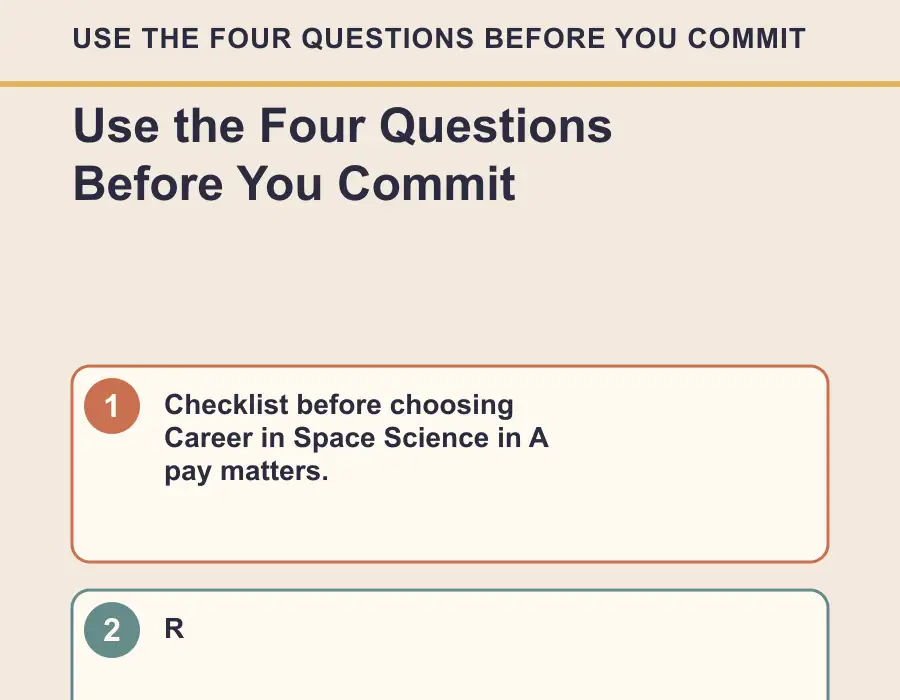 USE THE FOUR QUESTIONS BEFORE YOU COMMIT
Use the Four Questions
Before You Commit
1
Checklist before choosing
Career in Space Science in A
pay matters.
2
R